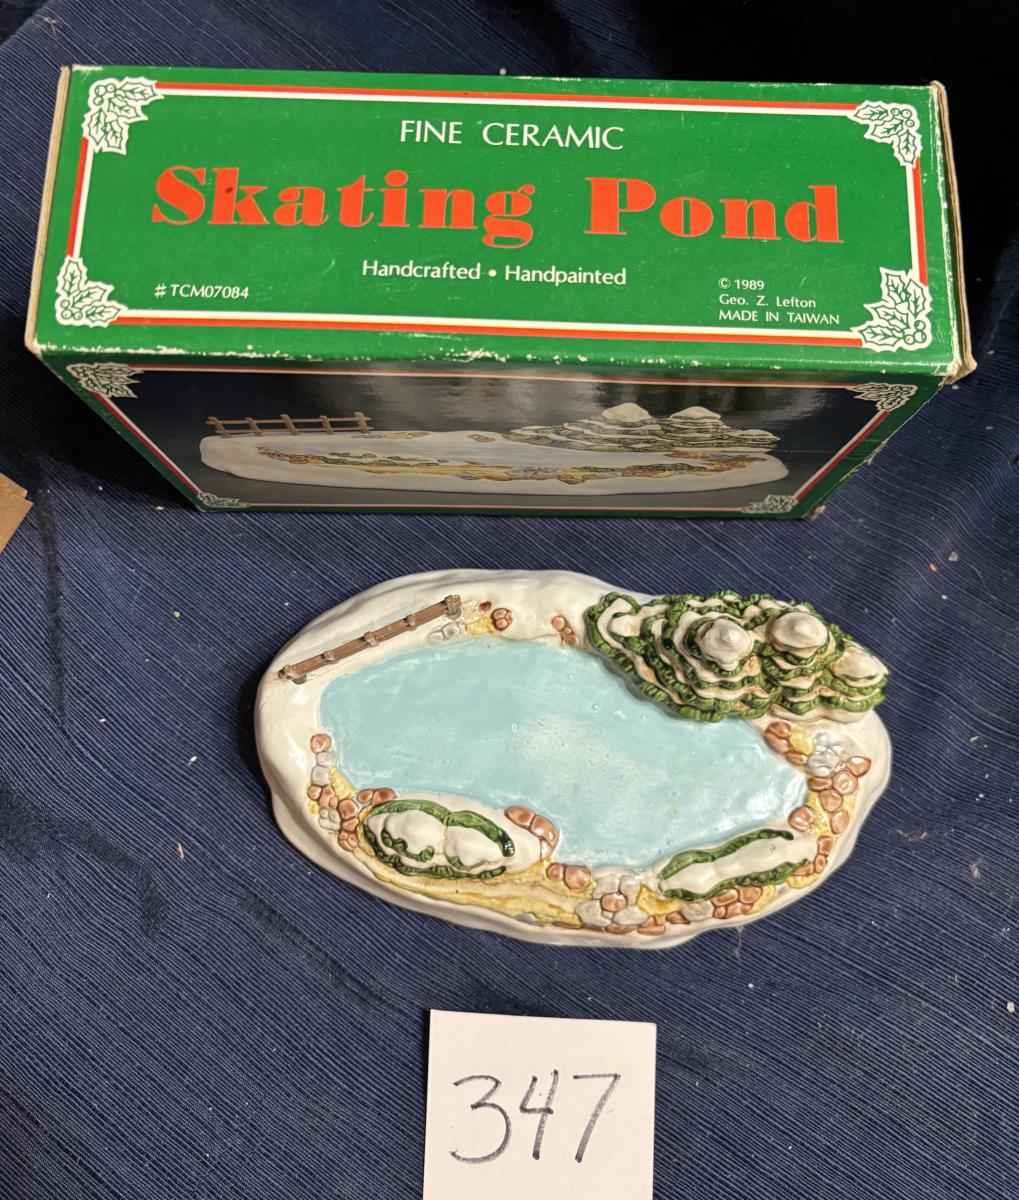 FINE CERAMIC
Skating Pond
Handcrafted • Handpainted
# TCM07084
© 1989
Geo. Z. Lefton
MADE IN TAIWAN
347